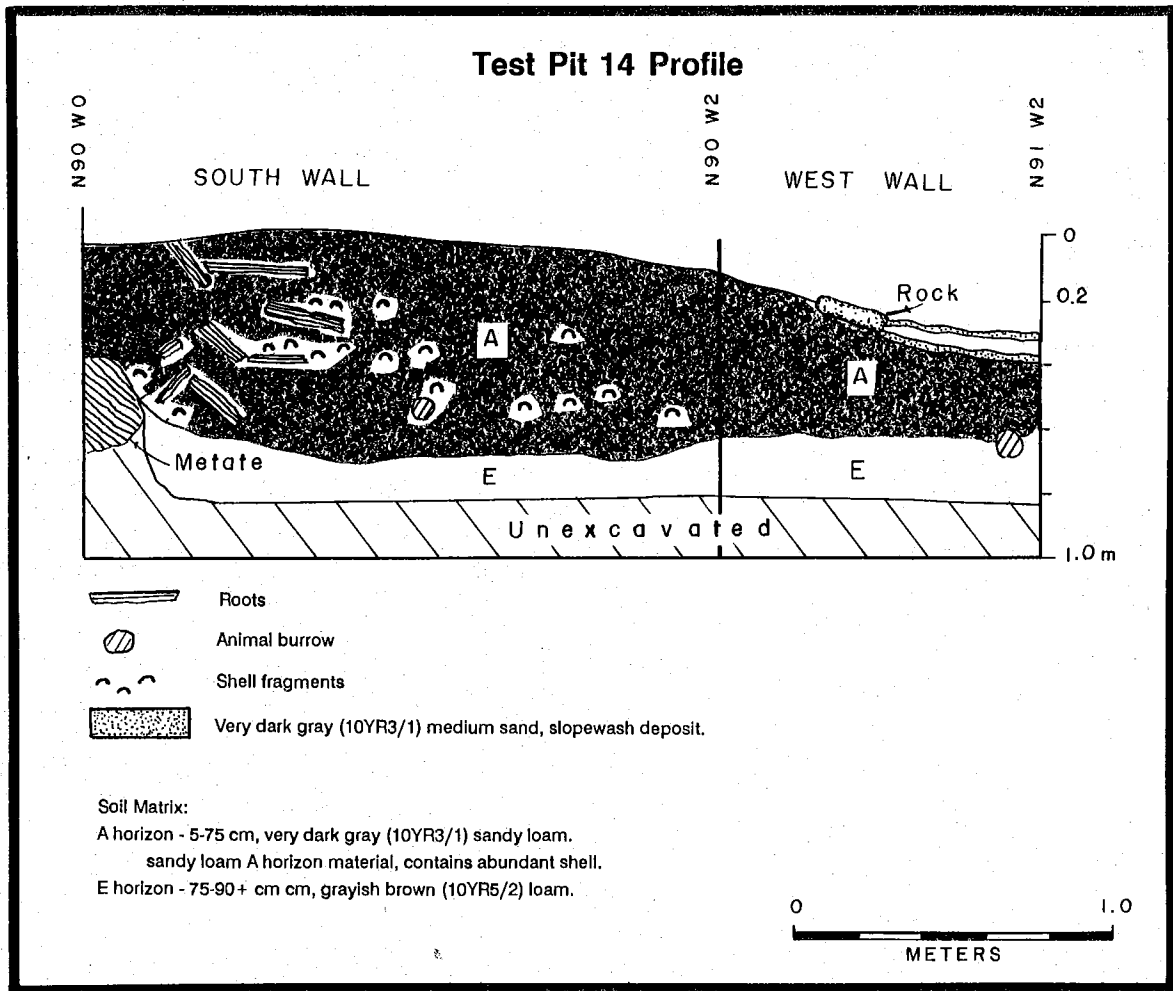 Test Pit 14 Profile
N90 W0
N90 W2
N91 W2
SOUTH WALL
WEST WALL
0
0.2
Rock
A
A
Metate
E
E
Unexcavated
1.0 m
Roots
Animal burrow
Shell fragments
Very dark gray (10YR3/1) medium sand, slopewash deposit.
Soil Matrix:
A horizon - 5-75 cm, very dark gray (10YR3/1) sandy loam.
sandy loam A horizon material, contains abundant shell.
E horizon - 75-90+ cm cm, grayish brown (10YR5/2) loam.
0 1.0
METERS